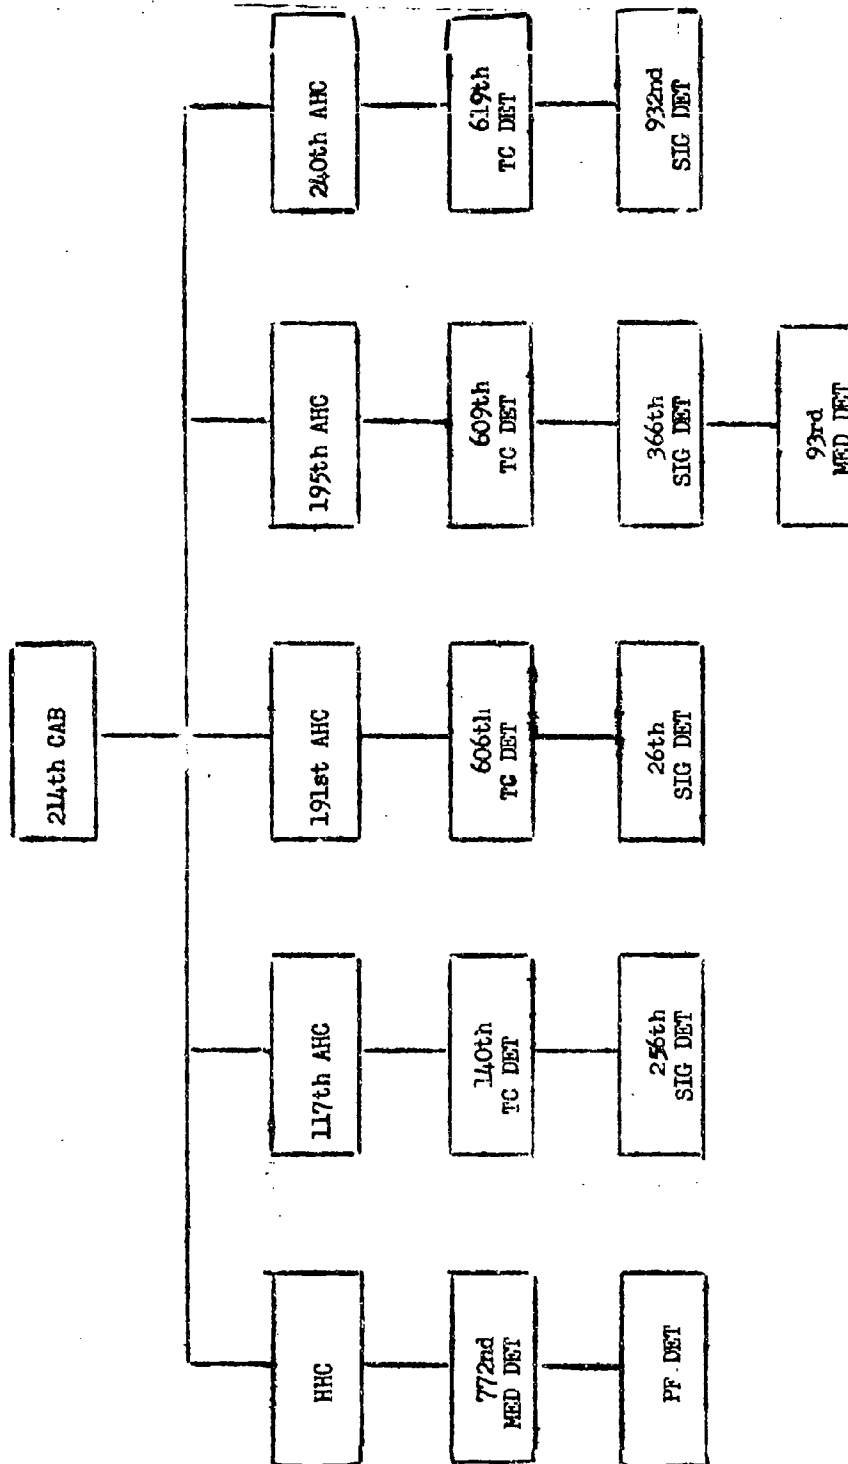 214th CAB
HHC
117th AHC
191st AHC
195th AHC
240th AHC
772nd
MED DET
140th
TC DET
606th
TC DET
609th
TC DET
619th
TC DET
PF DET
256th
SIG DET
26th
SIG DET
366th
SIG DET
932nd
SIG DET
93rd
MED DET